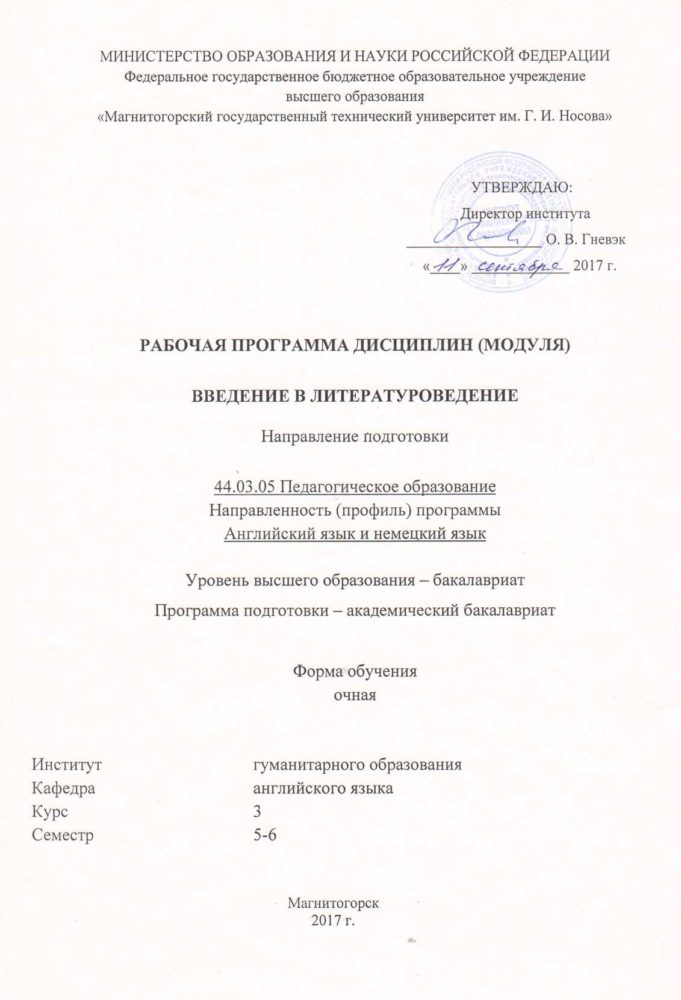 МИНИСТЕРСТВО ОБРАЗОВАНИЯ И НАУКИ РОССИЙСКОЙ ФЕДЕРАЦИИ
Федеральное государственное бюджетное образовательное учреждение
высшего образования
«Магнитогорский государственный технический университет им. Г. И. Носова»
УТВЕРЖДАЮ:
Директор института
О. В. Гневэк
«11» сентября 2017 г.
ИНСТИТУТ
ОБРАЗОВАНИЯ
РАБОЧАЯ ПРОГРАММА ДИСЦИПЛИН (МОДУЛЯ)
ВВЕДЕНИЕ В ЛИТЕРАТУРОВЕДЕНИЕ
Направление подготовки
44.03.05 Педагогическое образование
Направленность (профиль) программы
Английский язык и немецкий язык
Уровень высшего образования – бакалавриат
Программа подготовки – академический бакалавриат
Форма обучения
очная
Институт гуманитарного образования
Кафедра английского языка
Курс 3
Семестр 5-6
Магнитогорск
2017 г.